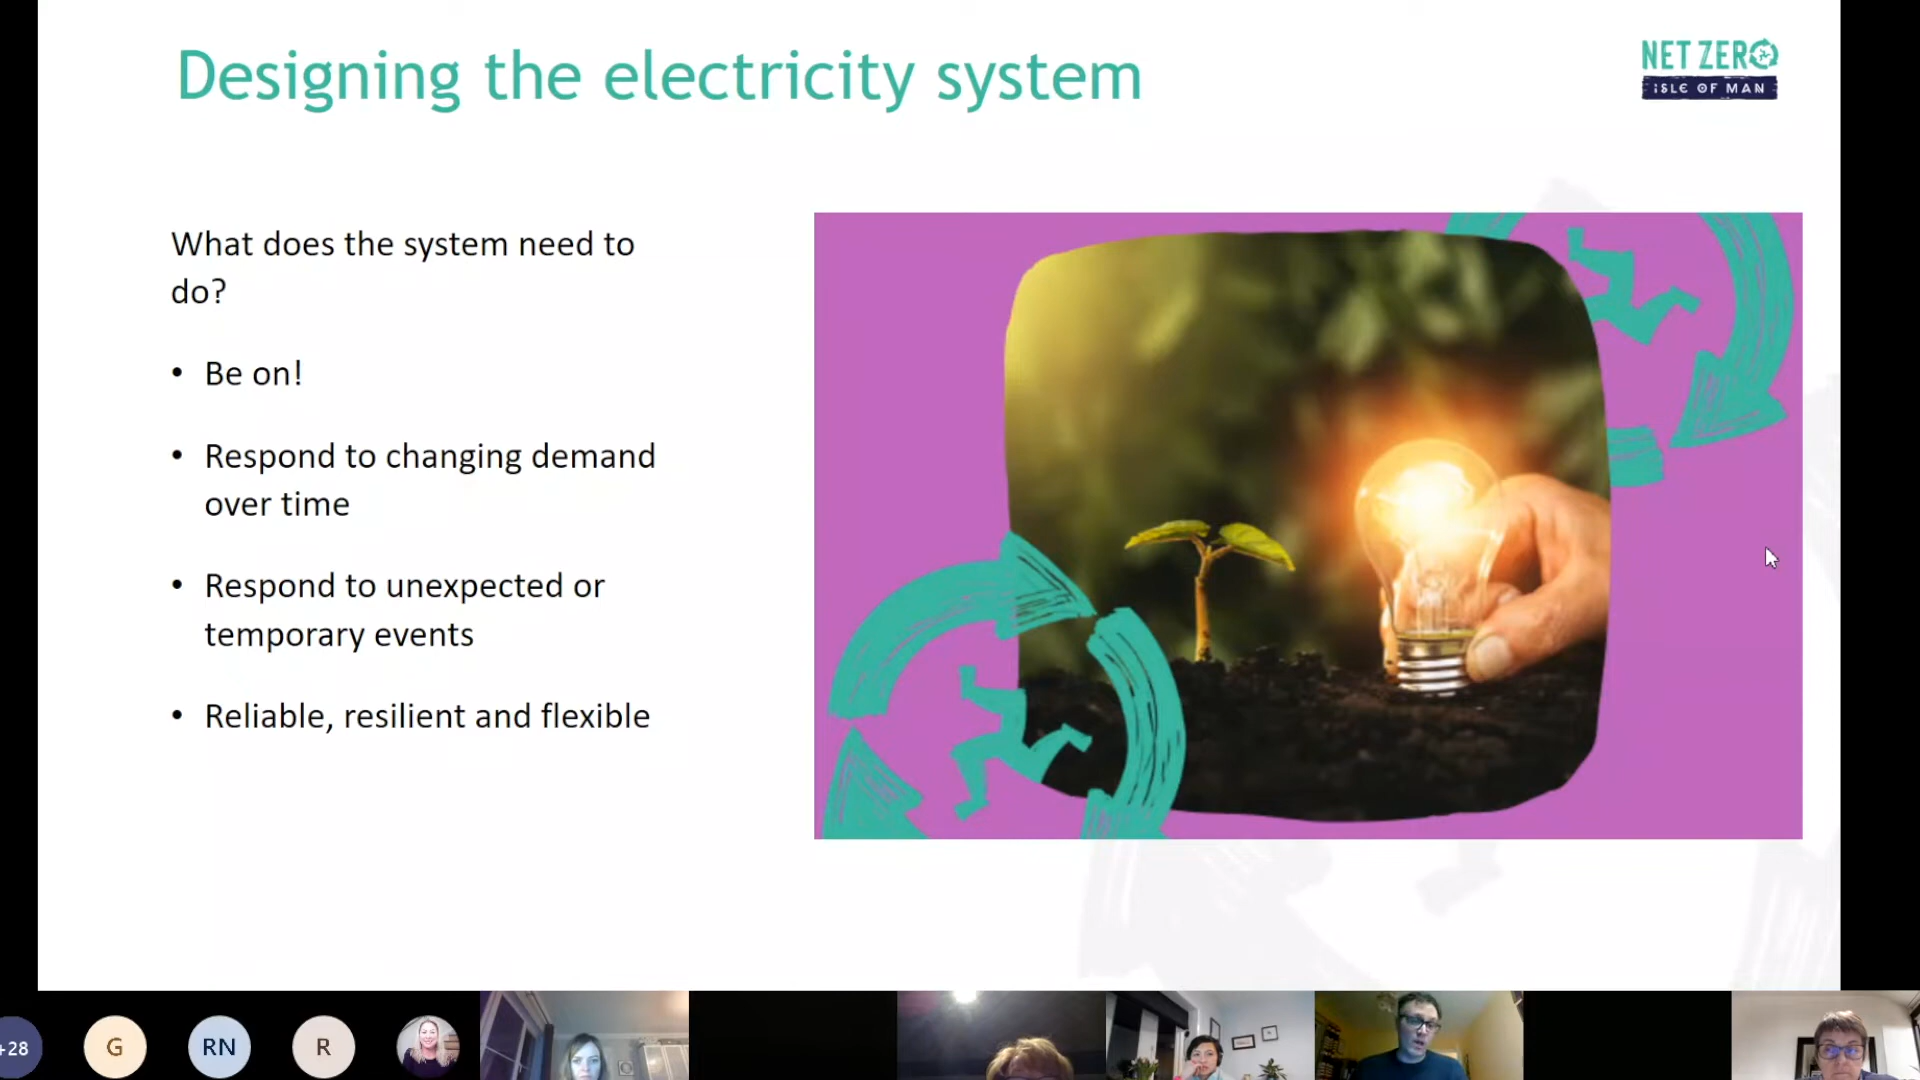 Designing the electricity system
NET ZERO
ISLE OF MAN
What does the system need to
do?
• Be on!
• Respond to changing demand
over time
• Respond to unexpected or
temporary events
• Reliable, resilient and flexible
+28
G
RN
R